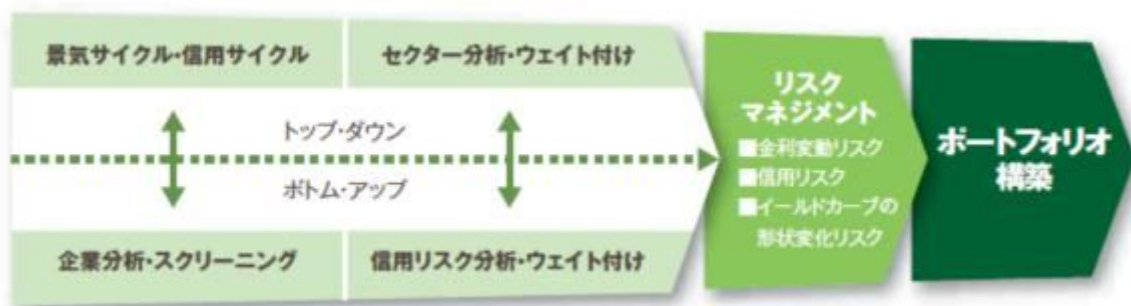 景気サイクル・信用サイクル
セクター分析・ウェイト付け
トップ・ダウン
ボトム・アップ
企業分析・スクリーニング
信用リスク分析・ウェイト付け
リスク
マネジメント
■金利変動リスク
■信用リスク
■イールドカーブの
形状変化リスク
ポートフォリオ
構築